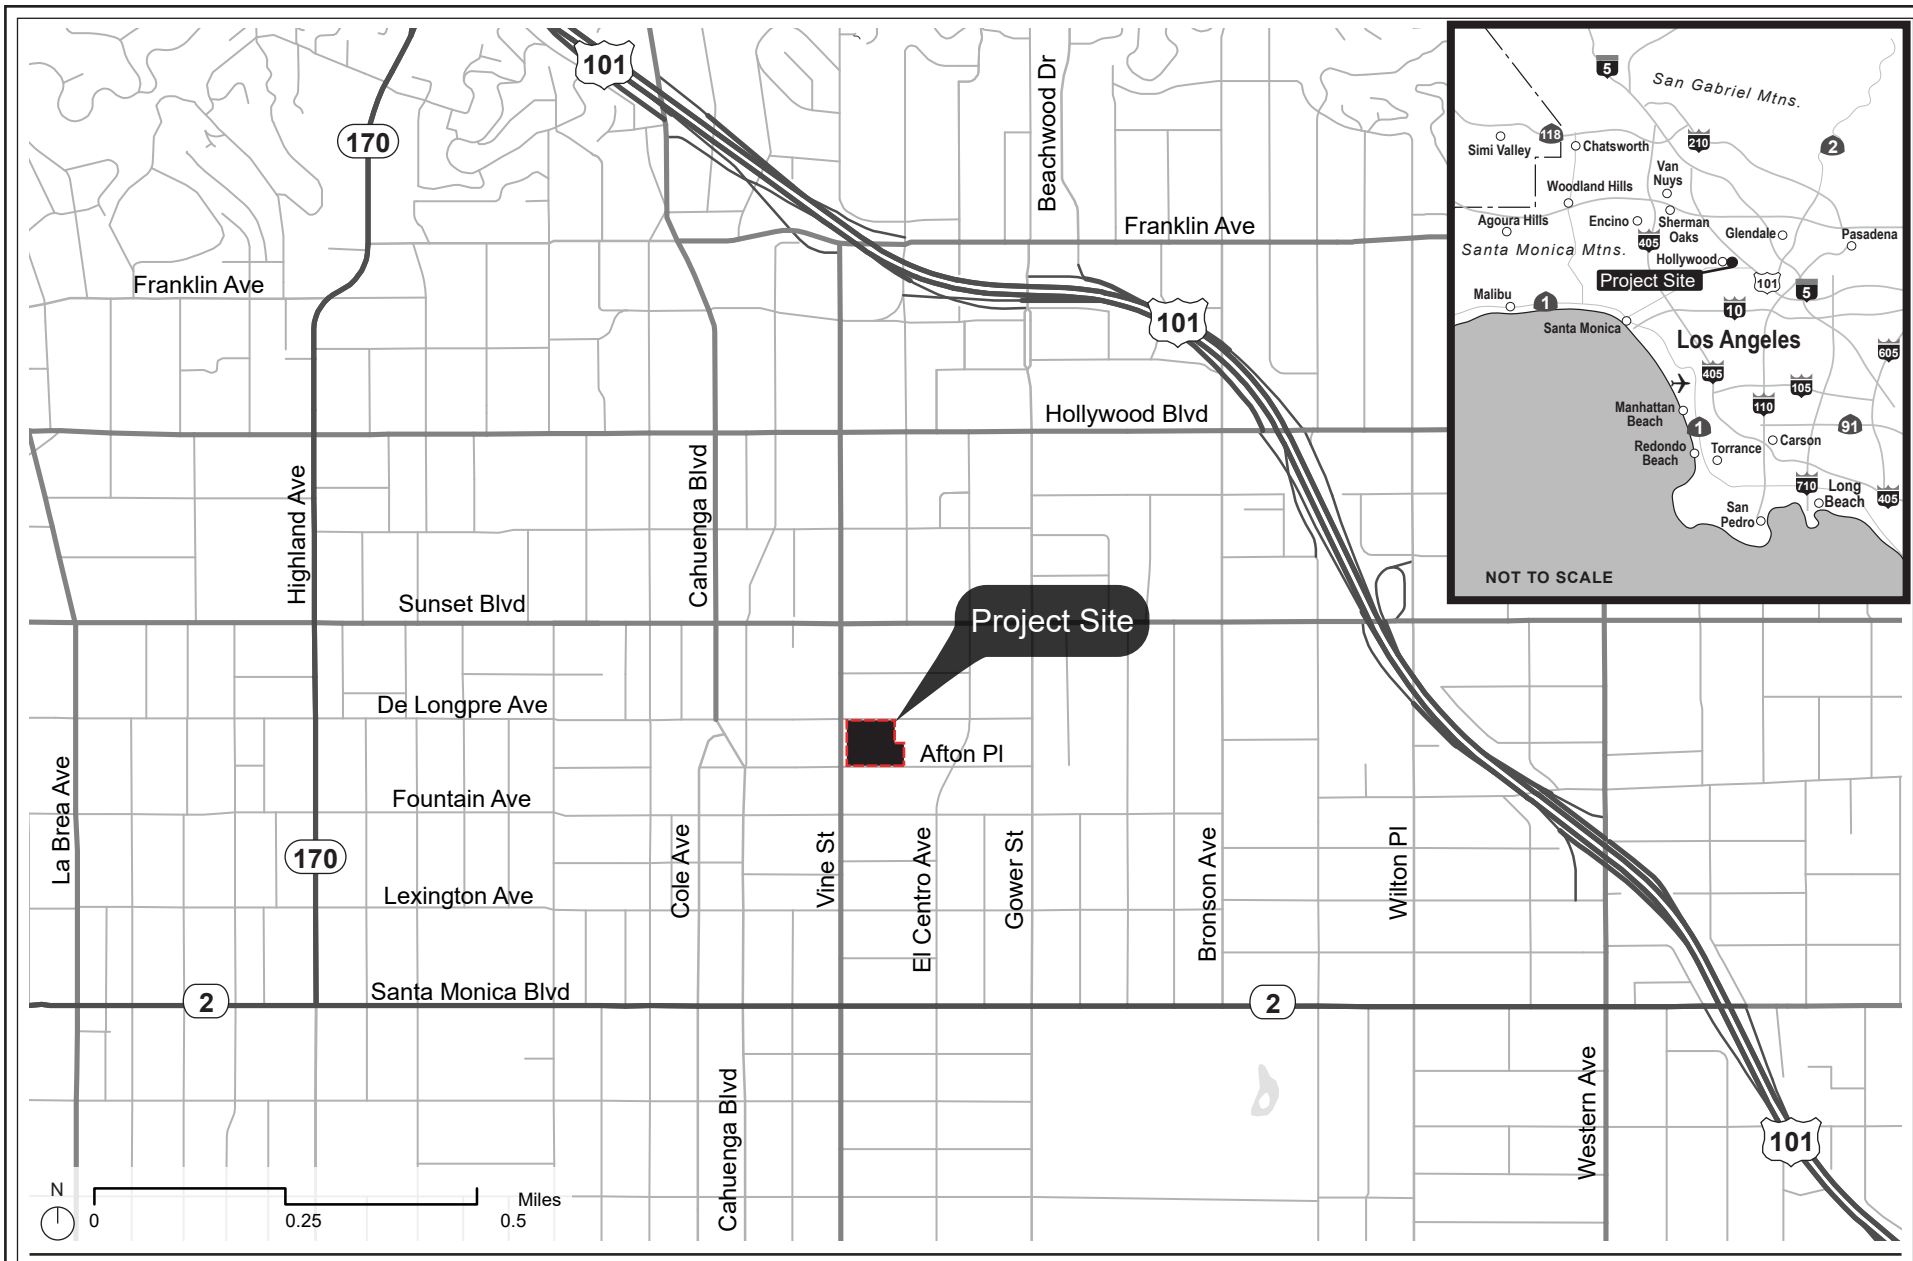 101
170
Beachwood Dr
Franklin Ave
Franklin Ave
101
Hollywood Blvd
Highland Ave
Cahuenga Blvd
Sunset Blvd
Project Site
De Longpre Ave
Afton Pl
La Brea Ave
Fountain Ave
170
Cole Ave
Vine St
El Centro Ave
Gower St
Bronson Ave
Wilton Pl
Lexington Ave
Santa Monica Blvd
2
2
Cahuenga Blvd
Western Ave
101
N
0
0.25
0.5
Miles
5
San Gabriel Mtns.
118
Simi Valley
Chatsworth
210
2
Van
Nuys
Woodland Hills
Agoura Hills
Encino
Sherman
Oaks
405
Glendale
Pasadena
Santa Monica Mtns.
Hollywood
Project Site
101
5
Malibu
1
10
Santa Monica
Los Angeles
605
405
105
Manhattan
Beach
110
1
91
Redondo
Beach
Torrance
Carson
710
Long
Beach
405
San
Pedro
NOT TO SCALE